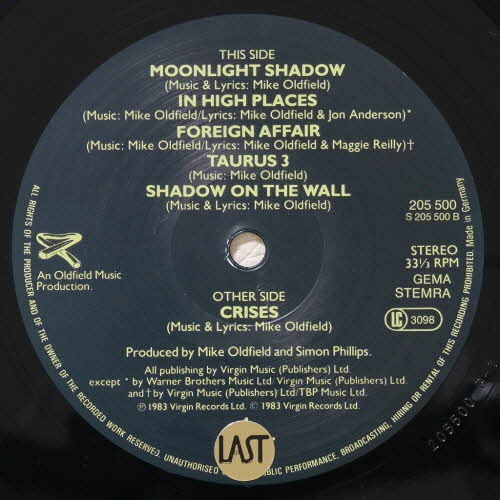 THIS SIDE
MOONLIGHT SHADOW
(Music & Lyrics: Mike Oldfield)
IN HIGH PLACES
(Music: Mike Oldfield/Lyrics: Mike Oldfield & Jon Anderson)*
FOREIGN AFFAIR
(Music: Mike Oldfield/Lyrics: Mike Oldfield & Maggie Reilly)†
TAURUS 3
(Music: Mike Oldfield)
SHADOW ON THE WALL
(Music & Lyrics: Mike Oldfield)
205 500
S 205 500 B
An Oldfield Music
Production.
STEREO
33⅓ RPM
GEMA
STEMRA
LC 3098
OTHER SIDE
CRISES
(Music & Lyrics: Mike Oldfield)
Produced by Mike Oldfield and Simon Phillips.
All publishing by Virgin Music (Publishers) Ltd.
except * by Warner Brothers Music Ltd/ Virgin Music (Publishers) Ltd.
and † by Virgin Music (Publishers) Ltd/TBP Music Ltd.
℗ 1983 Virgin Records Ltd. © 1983 Virgin Records Ltd.
LAST
ALL RIGHTS OF THE PRODUCER AND OF THE OWNER OF THE RECORDED WORK RESERVED. UNAUTHORISED PUBLIC PERFORMANCE, BROADCASTING, HIRING OR RENTAL OF THIS RECORDING PROHIBITED. Made in Germany
205500